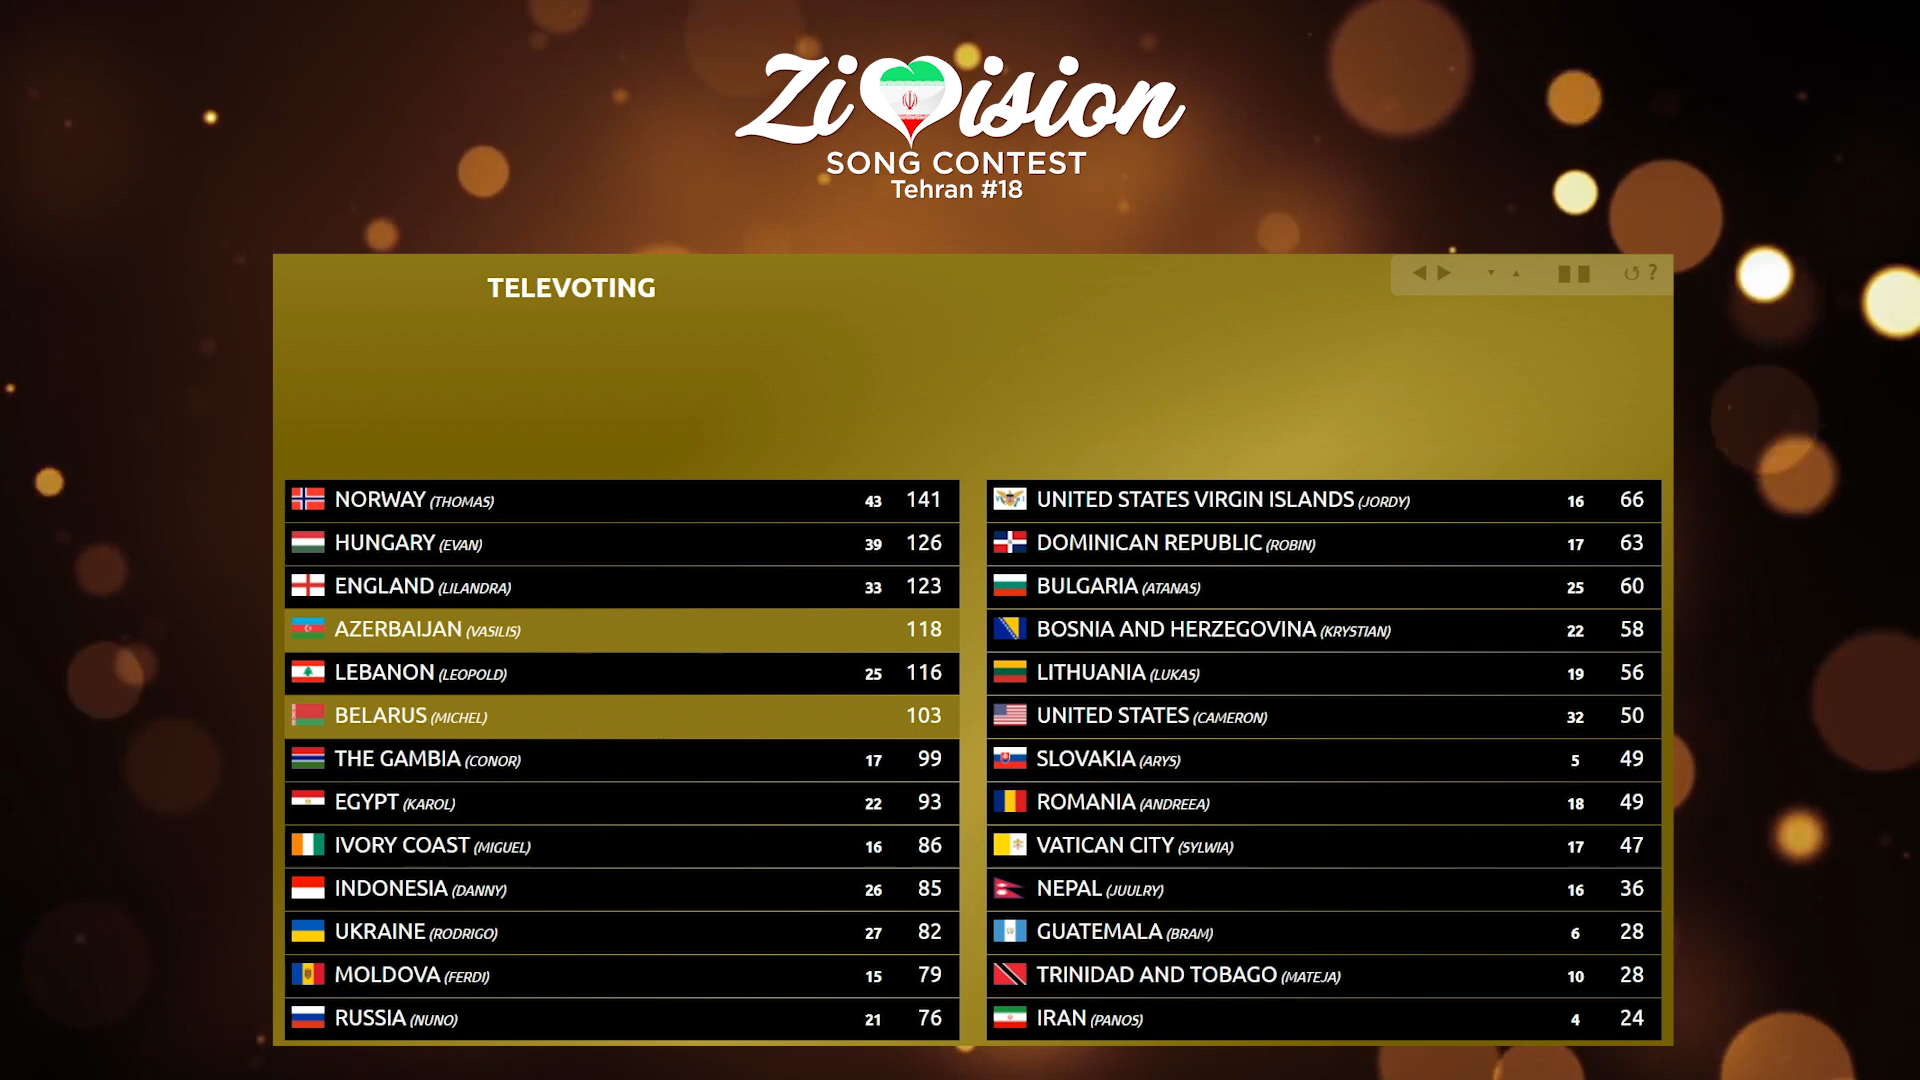 Zi ision
SONG CONTEST
Tehran #18
TELEVOTING
?
NORWAY (THOMAS) 43 141
HUNGARY (EVAN) 39 126
ENGLAND (LILANDRA) 33 123
AZERBAIJAN (VASILIS) 118
LEBANON (LEOPOLD) 25 116
BELARUS (MICHEL) 103
THE GAMBIA (CONOR) 17 99
EGYPT (KAROL) 22 93
IVORY COAST (MIGUEL) 16 86
INDONESIA (DANNY) 26 85
UKRAINE (RODRIGO) 27 82
MOLDOVA (FERDI) 15 79
RUSSIA (NUNO) 21 76
UNITED STATES VIRGIN ISLANDS (JORDY) 16 66
DOMINICAN REPUBLIC (ROBIN) 17 63
BULGARIA (ATANAS) 25 60
BOSNIA AND HERZEGOVINA (KRYSTIAN) 22 58
LITHUANIA (LUKAS) 19 56
UNITED STATES (CAMERON) 32 50
SLOVAKIA (ARYS) 5 49
ROMANIA (ANDREEA) 18 49
VATICAN CITY (SYLWIA) 17 47
NEPAL (JUULRY) 16 36
GUATEMALA (BRAM) 6 28
TRINIDAD AND TOBAGO (MATEJA) 10 28
IRAN (PANOS) 4 24